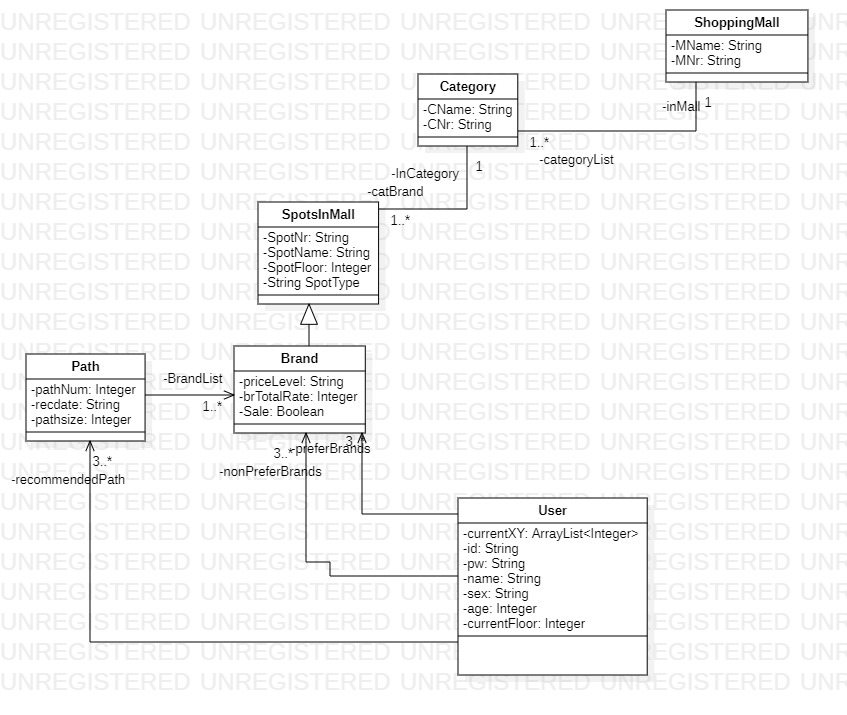 ShoppingMall
-MName: String
-MNr: String
-inMall
1
Category
-CName: String
-CNr: String
1..*
-categoryList
-InCategory
1
-catBrand
1..*
SpotsInMall
-SpotNr: String
-SpotName: String
-SpotFloor: Integer
-String SpotType
Brand
-priceLevel: String
-brTotalRate: Integer
-Sale: Boolean
Path
-pathNum: Integer
-recdate: String
-pathsize: Integer
-BrandList
1..*
3..*
-recommendedPath
3..*
-preferBrands
-nonPreferBrands
User
-currentXY: ArrayList<Integer>
-id: String
-pw: String
-name: String
-sex: String
-age: Integer
-currentFloor: Integer
UNREGISTERED